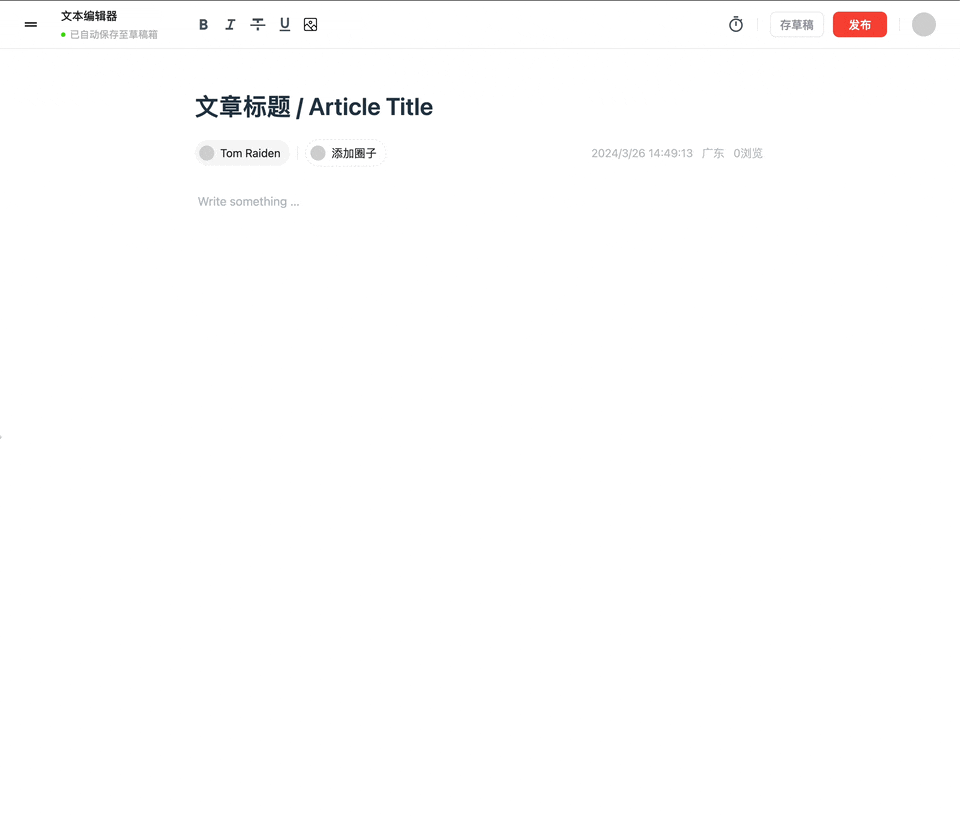 文本编辑器
已自动保存至草稿箱
B I T U
存草稿
发布
文章标题 / Article Title
Tom Raiden
添加圈子
2024/3/26 14:49:13 广东 0浏览
Write something ...